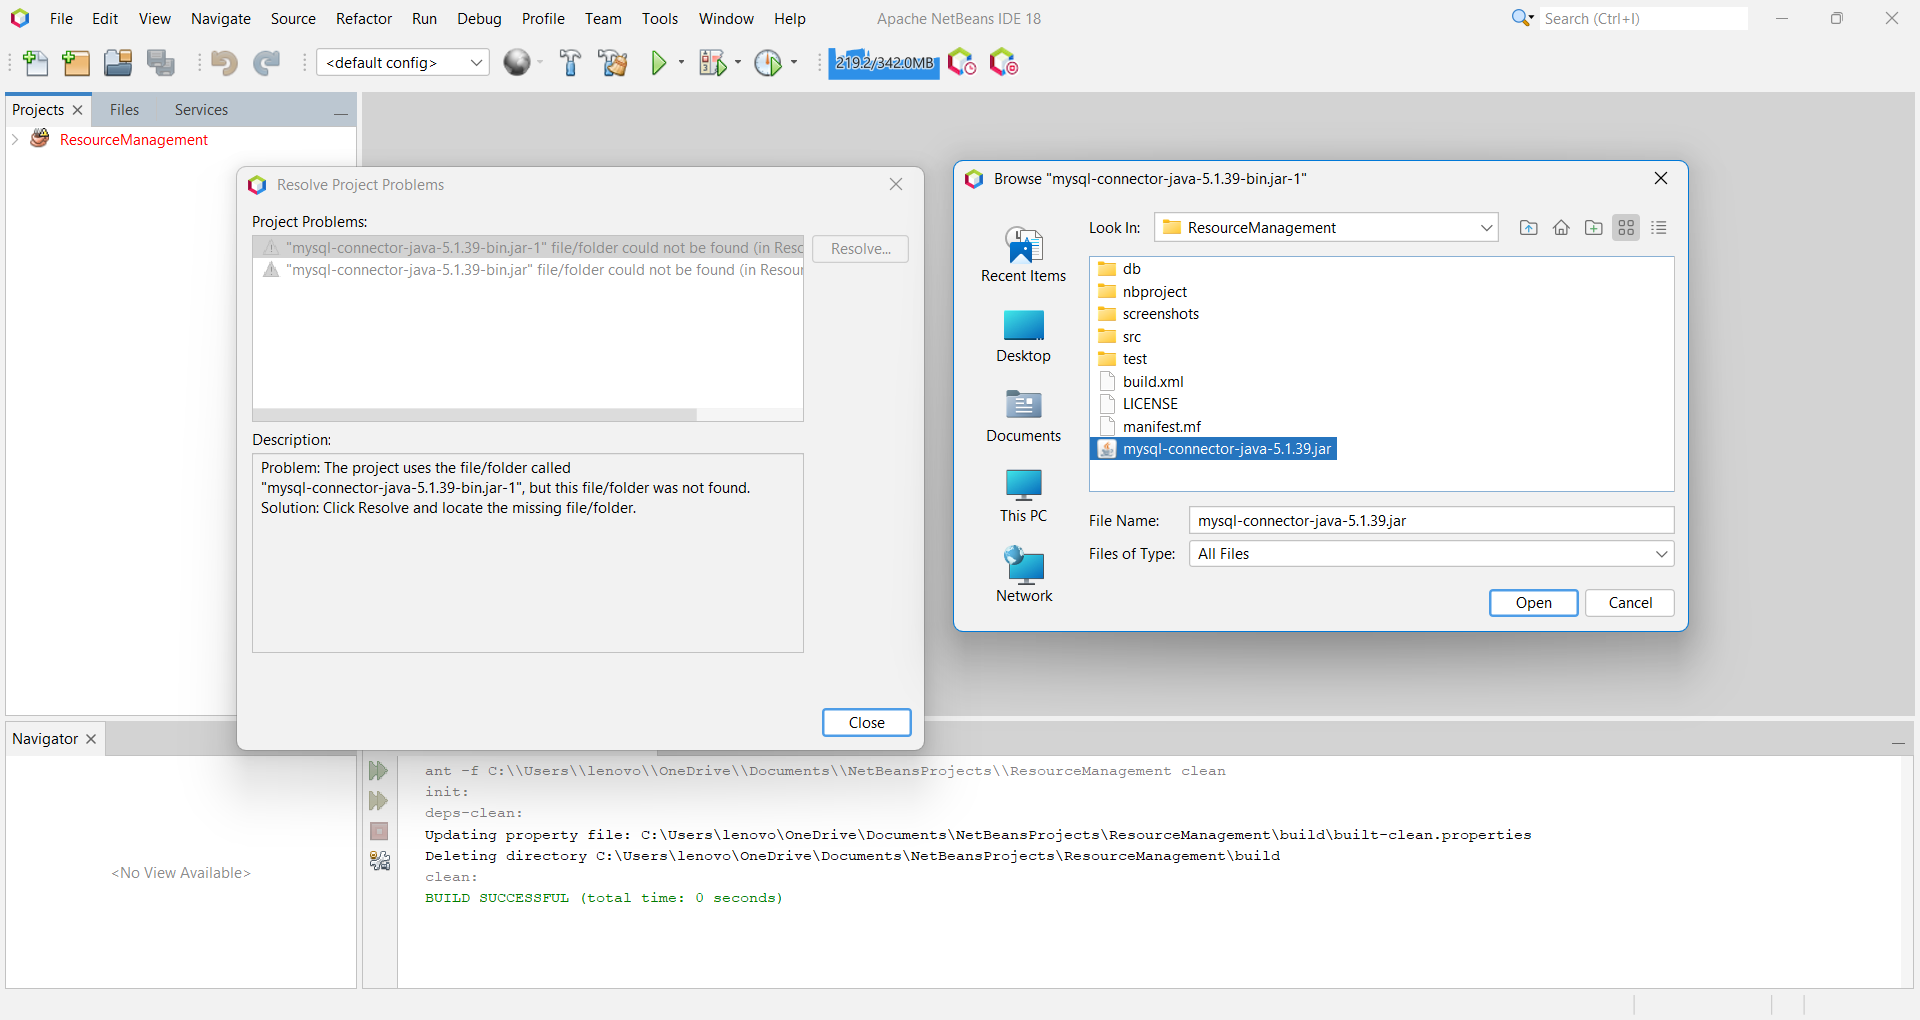 File Edit View Navigate Source Refactor Run Debug Profile Team Tools Window Help
Apache NetBeans IDE 18
Search (Ctrl+I)
<default config>
219.2/342.0MB
Projects
Files
Services
ResourceManagement
Resolve Project Problems
Project Problems:
"mysql-connector-java-5.1.39-bin.jar-1" file/folder could not be found (in Resc
"mysql-connector-java-5.1.39-bin.jar" file/folder could not be found (in Resour
Resolve...
Description:
Problem: The project uses the file/folder called
"mysql-connector-java-5.1.39-bin.jar-1", but this file/folder was not found.
Solution: Click Resolve and locate the missing file/folder.
Close
Browse "mysql-connector-java-5.1.39-bin.jar-1"
Look In:
ResourceManagement
Recent Items
Desktop
Documents
This PC
Network
db
nbproject
screenshots
src
test
build.xml
LICENSE
manifest.mf
mysql-connector-java-5.1.39.jar
File Name:
mysql-connector-java-5.1.39.jar
Files of Type:
All Files
Open
Cancel
Navigator
<No View Available>
ant -f C:\\Users\\lenovo\\OneDrive\\Documents\\NetBeansProjects\\ResourceManagement clean
init:
deps-clean:
Updating property file: C:\Users\lenovo\OneDrive\Documents\NetBeansProjects\ResourceManagement\build\built-clean.properties
Deleting directory C:\Users\lenovo\OneDrive\Documents\NetBeansProjects\ResourceManagement\build
clean:
BUILD SUCCESSFUL (total time: 0 seconds)